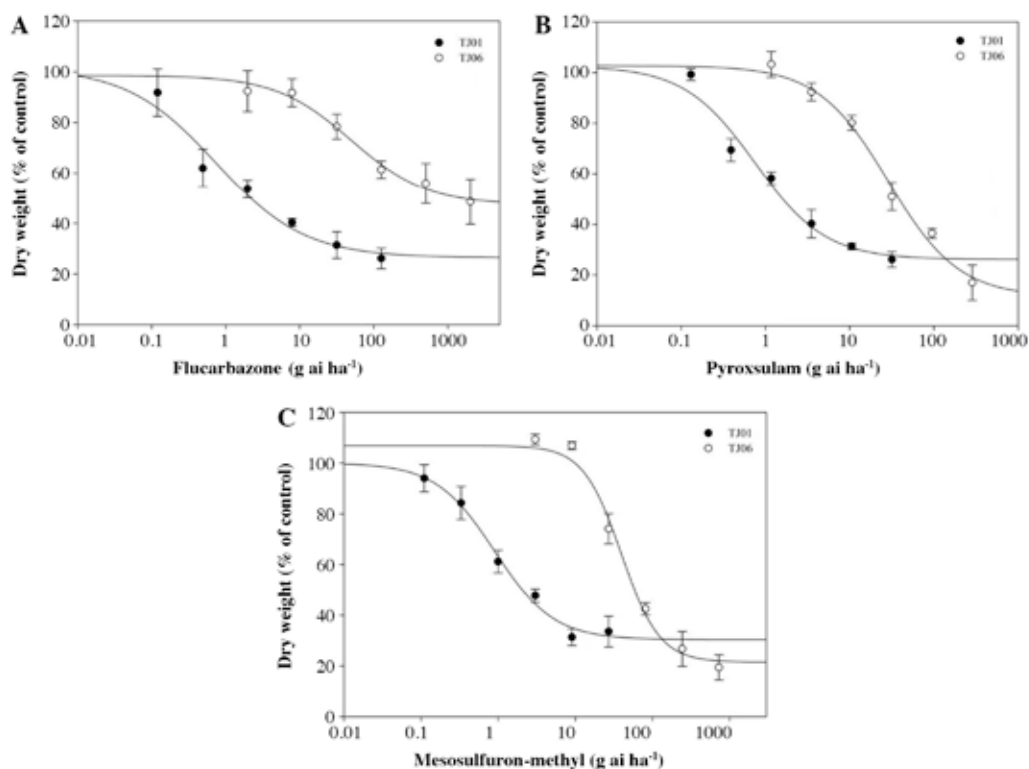 A
120
100
80
60
40
20
0
Dry weight (% of control)
TJ01
TJ06
0.01 0.1 1 10 100 1000
Flucarbazone (g ai ha⁻¹)
B
120
100
80
60
40
20
0
Dry weight (% of control)
TJ01
TJ06
0.01 0.1 1 10 100 1000
Pyroxsulam (g ai ha⁻¹)
C
120
100
80
60
40
20
0
Dry weight (% of control)
TJ01
TJ06
0.01 0.1 1 10 100 1000
Mesosulfuron-methyl (g ai ha⁻¹)